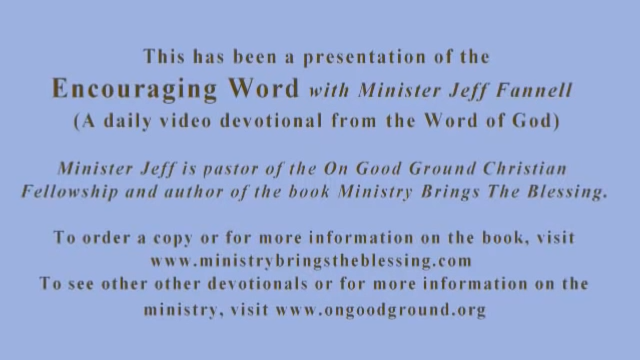 This has been a presentation of the
Encouraging Word with Minister Jeff Fannell
(A daily video devotional from the Word of God)
Minister Jeff is pastor of the On Good Ground Christian
Fellowship and author of the book Ministry Brings The Blessing.
To order a copy or for more information on the book, visit
www.ministrybringstheblessing.com
To see other other devotionals or for more information on the
ministry, visit www.ongoodground.org